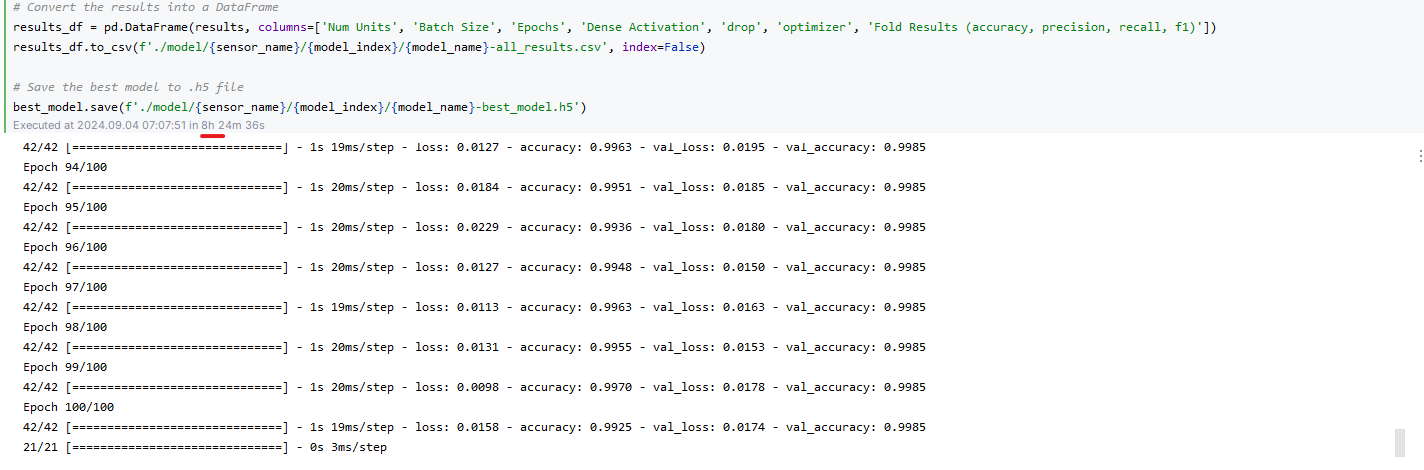 # Convert the results into a DataFrame
results_df = pd.DataFrame(results, columns=['Num Units', 'Batch Size', 'Epochs', 'Dense Activation', 'drop', 'optimizer', 'Fold Results (accuracy, precision, recall, f1)'])
results_df.to_csv(f'./model/{sensor_name}/{model_index}/{model_name}-all_results.csv', index=False)
# Save the best model to .h5 file
best_model.save(f'./model/{sensor_name}/{model_index}/{model_name}-best_model.h5')
Executed at 2024.09.04 07:07:51 in 8h 24m 36s
42/42 [==============================] - 1s 19ms/step - loss: 0.0127 - accuracy: 0.9963 - val_loss: 0.0195 - val_accuracy: 0.9985
Epoch 94/100
42/42 [==============================] - 1s 20ms/step - loss: 0.0184 - accuracy: 0.9951 - val_loss: 0.0185 - val_accuracy: 0.9985
Epoch 95/100
42/42 [==============================] - 1s 20ms/step - loss: 0.0229 - accuracy: 0.9936 - val_loss: 0.0180 - val_accuracy: 0.9985
Epoch 96/100
42/42 [==============================] - 1s 20ms/step - loss: 0.0127 - accuracy: 0.9948 - val_loss: 0.0150 - val_accuracy: 0.9985
Epoch 97/100
42/42 [==============================] - 1s 19ms/step - loss: 0.0113 - accuracy: 0.9963 - val_loss: 0.0163 - val_accuracy: 0.9985
Epoch 98/100
42/42 [==============================] - 1s 20ms/step - loss: 0.0131 - accuracy: 0.9955 - val_loss: 0.0153 - val_accuracy: 0.9985
Epoch 99/100
42/42 [==============================] - 1s 20ms/step - loss: 0.0098 - accuracy: 0.9970 - val_loss: 0.0178 - val_accuracy: 0.9985
Epoch 100/100
42/42 [==============================] - 1s 19ms/step - loss: 0.0158 - accuracy: 0.9925 - val_loss: 0.0174 - val_accuracy: 0.9985
21/21 [==============================] - 0s 3ms/step